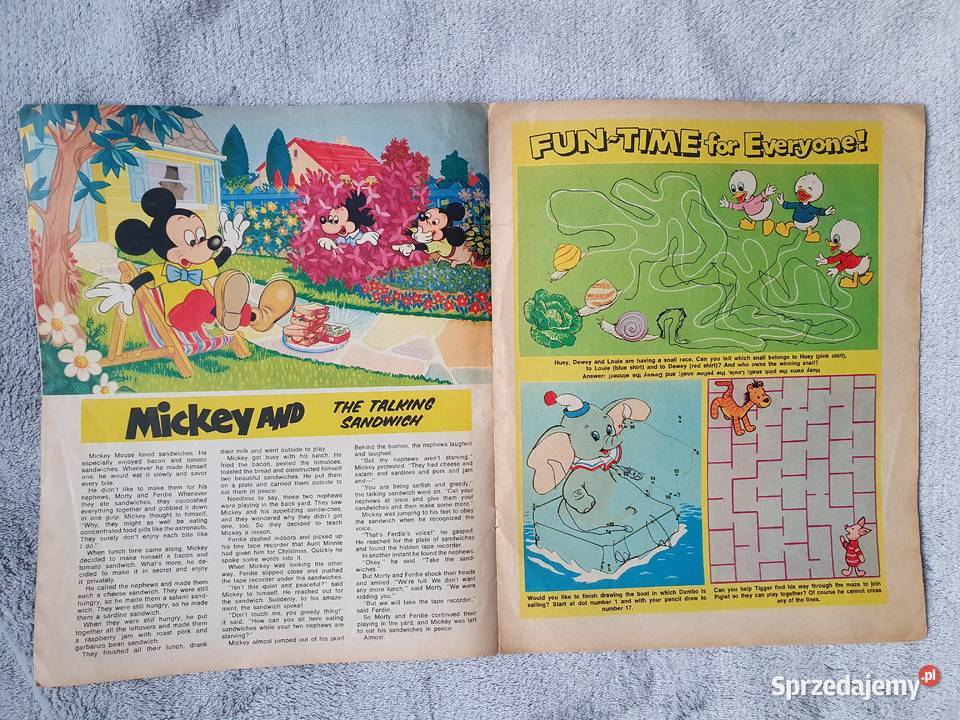 Mickey AND THE TALKING
SANDWICH
Mickey Mouse loved sandwiches. He
especially enjoyed bacon and tomato
sandwiches. Whenever he made himself
one, he would eat it slowly and savor
every bite.
He didn't like to make them for his
nephews, Morty and Ferdie. Whenever
they ate sandwiches, they squooshed
everything together and gobbled it down
in one gulp. Mickey thought to himself,
"Why, they might as well be eating
concentrated food pills like the astronauts.
They surely don't enjoy each bite like
I do."
When lunch time came along, Mickey
decided to make himself a bacon and
tomato sandwich. What's more, he de-
cided to make it in secret and enjoy
it privately.
He called the nephews and made them
each a cheese sandwich. They were still
hungry, so he made them a salami sand-
wich. They were still hungry, so he made
them a sardine sandwich.
When they were still hungry, he put
together all the leftovers and made them
a raspberry jam with roast pork and
garbanzo bean sandwich.
They finished all their lunch, drank
their milk and went outside to play.
Mickey got busy with his lunch. He
fried the bacon, peeled the tomatoes,
toasted the bread and constructed himself
two beautiful sandwiches. He put them
on a plate and carried them outside to
eat them in peace.
Needless to say, those two nephews
were playing in the back yard. They saw
Mickey and his appetizing sandwiches,
and they wondered why they didn't get
one, too. So they decided to teach
Mickey a lesson.
Ferdie dashed indoors and picked up
his tiny tape recorder that Aunt Minnie
had given him for Christmas. Quickly he
spoke some words into it.
When Mickey was looking the other
way, Ferdie slipped close and pushed
the tape recorder under the sandwiches.
"Isn't this quiet and peaceful?" said
Mickey to himself. He reached out for
the sandwich. Suddenly, to his amaze-
ment, the sandwich spoke!
"Don't touch me, you greedy thing!"
it said. "How can you sit here eating
sandwiches while your two nephews are
starving?"
Mickey almost jumped out of his skin!
Behind the bushes, the nephews laughed
and laughed.
"But my nephews aren't starving,"
Mickey protested. "They had cheese and
salami and sardines and pork and jam
and—"
"You are being selfish and greedy,"
the talking sandwich went on. "Call your
nephews at once and give them your
sandwiches and then make some more."
Mickey was jumping to his feet to obey
the sandwich when he recognized the
voice.
"That's Ferdie's voice!" he gasped.
He reached for the plate of sandwiches
and found the hidden tape recorder.
In another instant he found the nephews.
"Okay," he said. "Take the sand-
wiches."
But Morty and Ferdie shook their heads
and smiled. "We're full. We don't want
any more lunch," said Morty. "We were
kidding you."
"But we will take the tape recorder,"
said Ferdie.
So Morty and Ferdie continued their
playing in the yard, and Mickey was left
to eat his sandwiches in peace.
Almost.
FUN-TIME for Everyone!
Huey, Dewey and Louie are having a snail race. Can you tell which snail belongs to Huey (pink shirt),
to Louie (blue shirt) and to Dewey (red shirt)? And who owns the winning snail?
Answer: Huey owns the pink snail; Louie, the yellow snail; and Dewey the winner!
Would you like to finish drawing the boat in which Dumbo is
sailing? Start at dot number 1 and with your pencil draw to
number 17.
Can you help Tigger find his way through the maze to join
Piglet so they can play together? Of course he cannot cross
any of the lines.
Sprzedajemy.pl